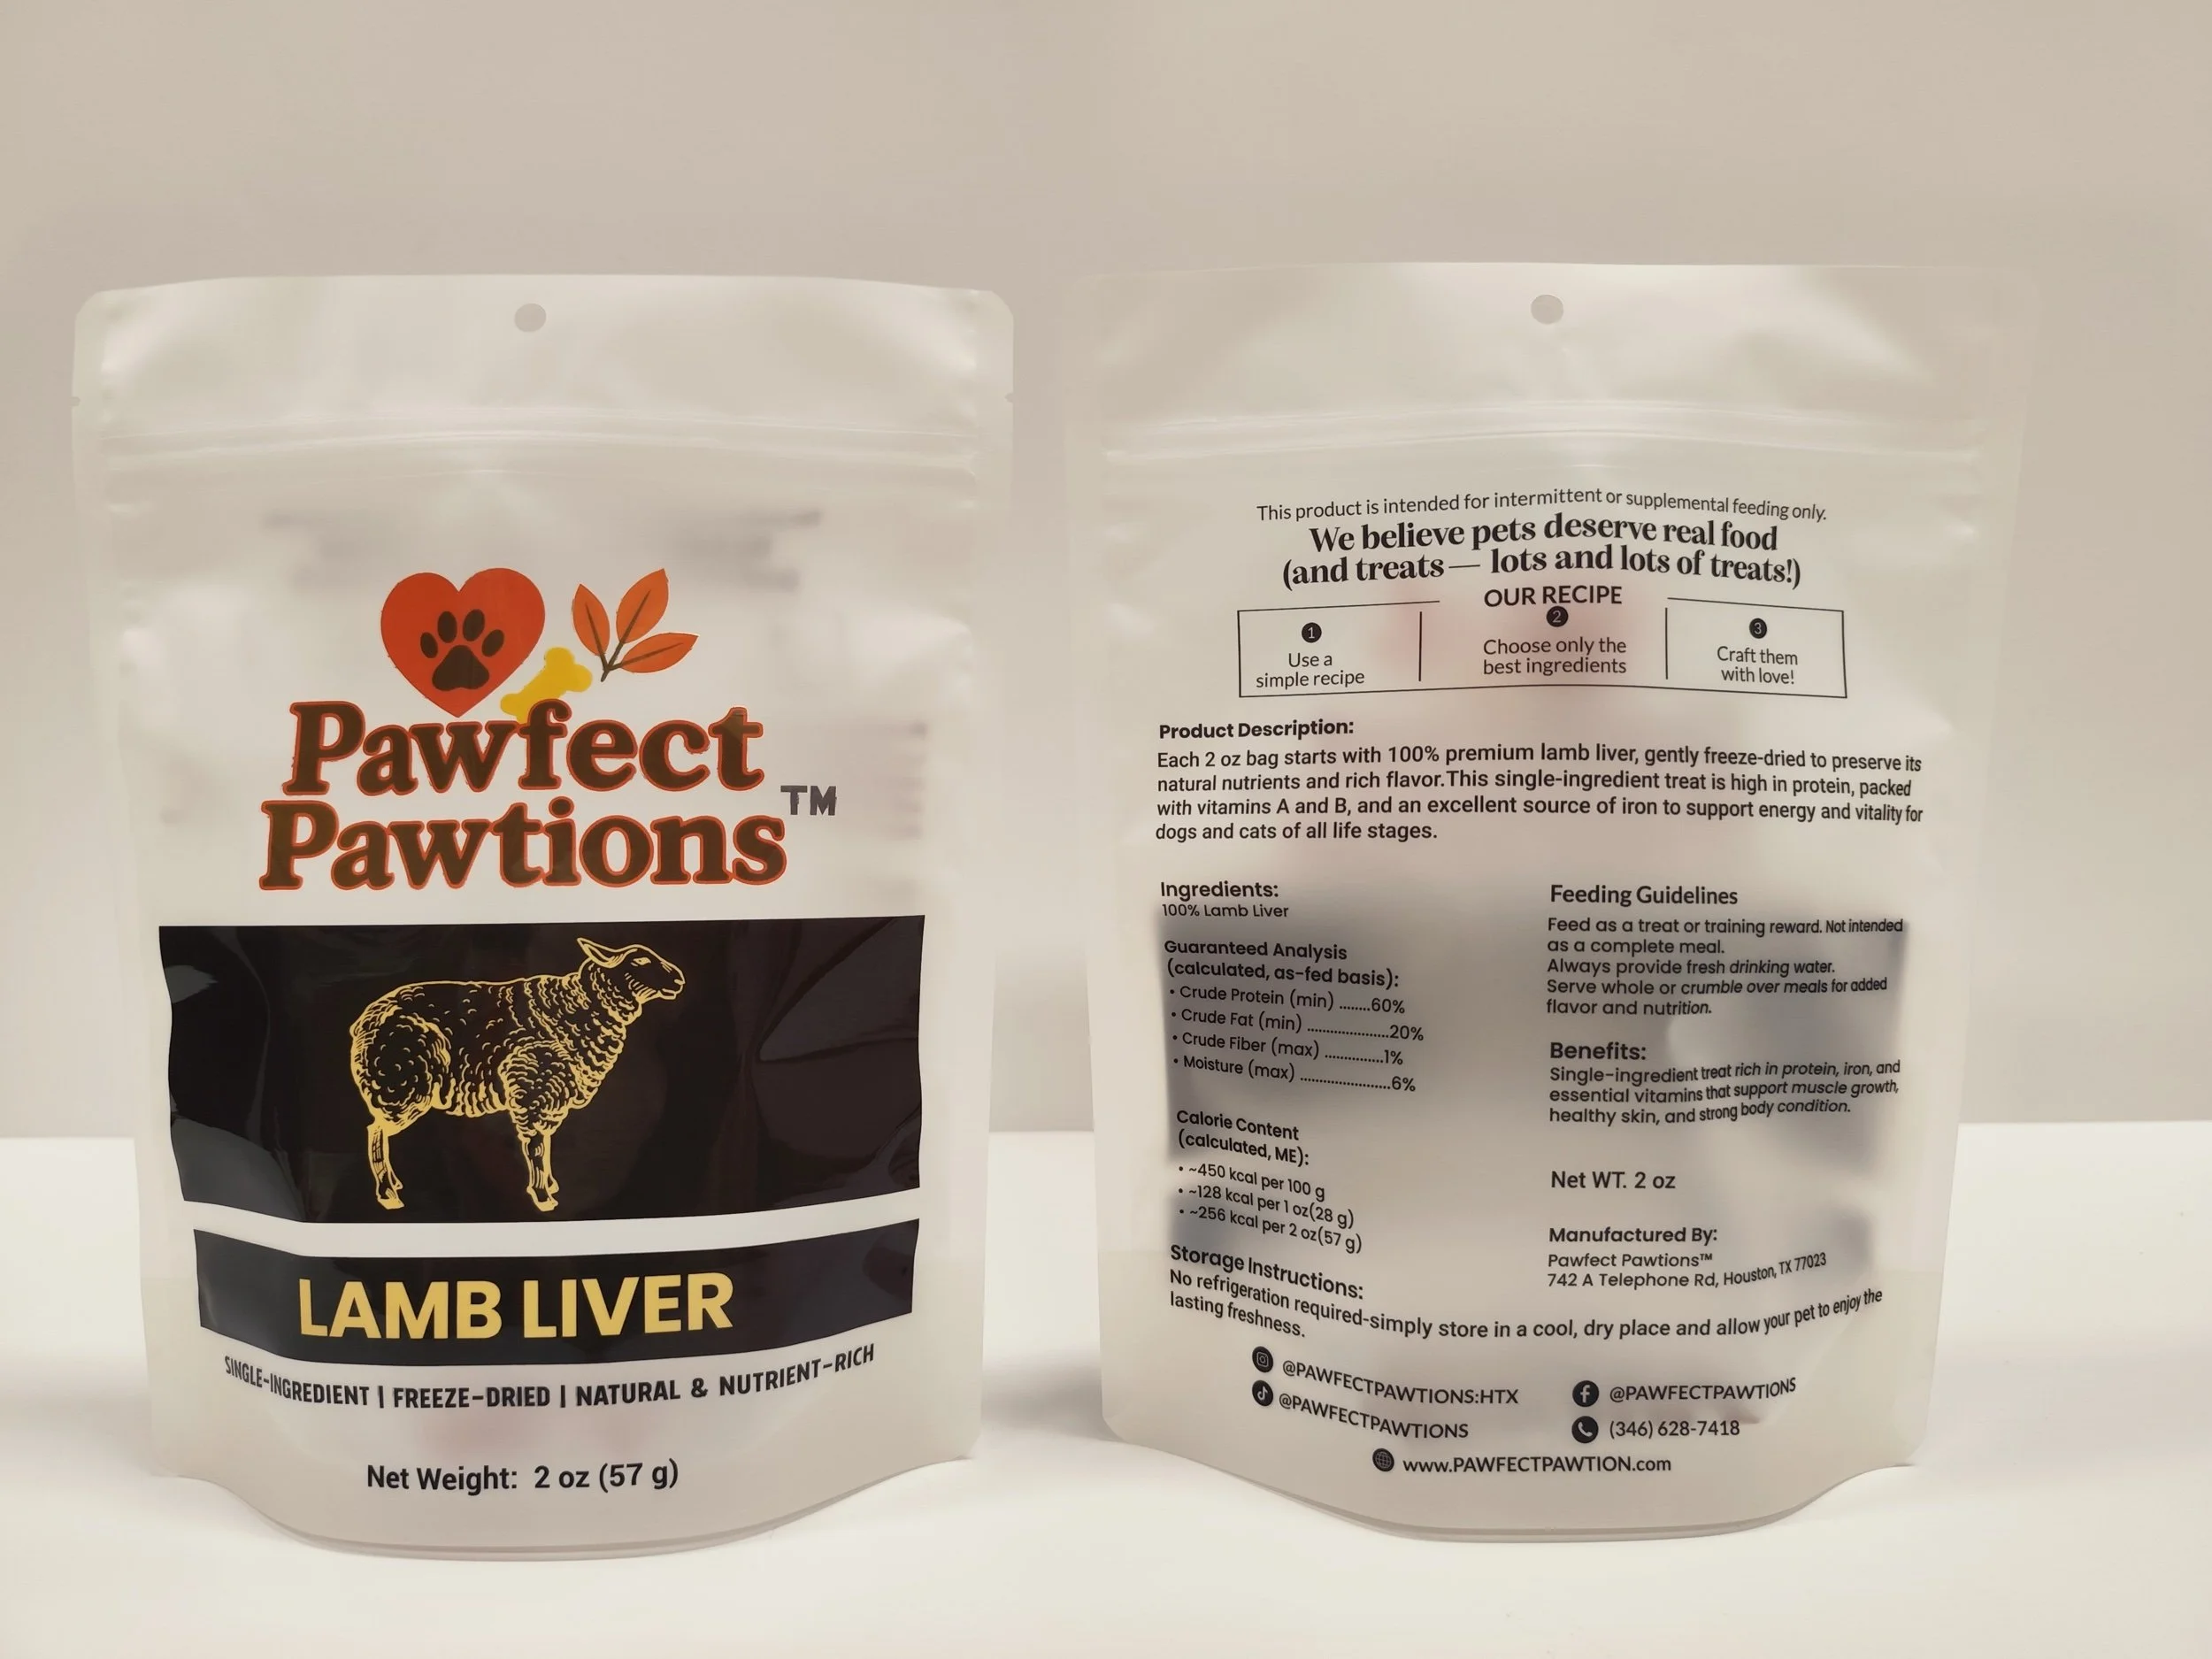 Pawfect
Pawtions™
LAMB LIVER
SINGLE-INGREDIENT | FREEZE-DRIED | NATURAL & NUTRIENT-RICH
Net Weight: 2 oz (57 g)
This product is intended for intermittent or supplemental feeding only.
We believe pets deserve real food
(and treats— lots and lots of treats!)
OUR RECIPE
1
Use a
simple recipe
2
Choose only the
best ingredients
3
Craft them
with love!
Product Description:
Each 2 oz bag starts with 100% premium lamb liver, gently freeze-dried to preserve its
natural nutrients and rich flavor.This single-ingredient treat is high in protein, packed
with vitamins A and B, and an excellent source of iron to support energy and vitality for
dogs and cats of all life stages.
Ingredients:
100% Lamb Liver
Guaranteed Analysis
(calculated, as-fed basis):
• Crude Protein (min) ........60%
• Crude Fat (min) .....................20%
• Crude Fiber (max) ...............1%
• Moisture (max) .......................6%
Calorie Content
(calculated, ME):
• ~450 kcal per 100 g
• ~128 kcal per 1 oz(28 g)
• ~256 kcal per 2 oz(57 g)
Feeding Guidelines
Feed as a treat or training reward. Not intended
as a complete meal.
Always provide fresh drinking water.
Serve whole or crumble over meals for added
flavor and nutrition.
Benefits:
Single-ingredient treat rich in protein, iron, and
essential vitamins that support muscle growth,
healthy skin, and strong body condition.
Net WT. 2 oz
Manufactured By:
Pawfect Pawtions™
742 A Telephone Rd, Houston, TX 77023
Storage Instructions:
No refrigeration required-simply store in a cool, dry place and allow your pet to enjoy the
lasting freshness.
@PAWFECTPAWTIONS:HTX
@PAWFECTPAWTIONS
@PAWFECTPAWTIONS
(346) 628-7418
www.PAWFECTPAWTION.com